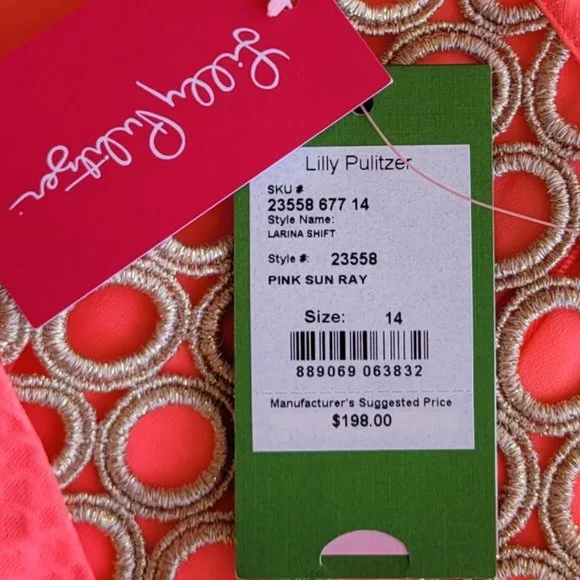 Lilly Pulitzer
Lilly Pulitzer
SKU #
23558 677 14
Style Name:
LARINA SHIFT
Style #: 23558
PINK SUN RAY
Size: 14
889069 063832
Manufacturer's Suggested Price
$198.00